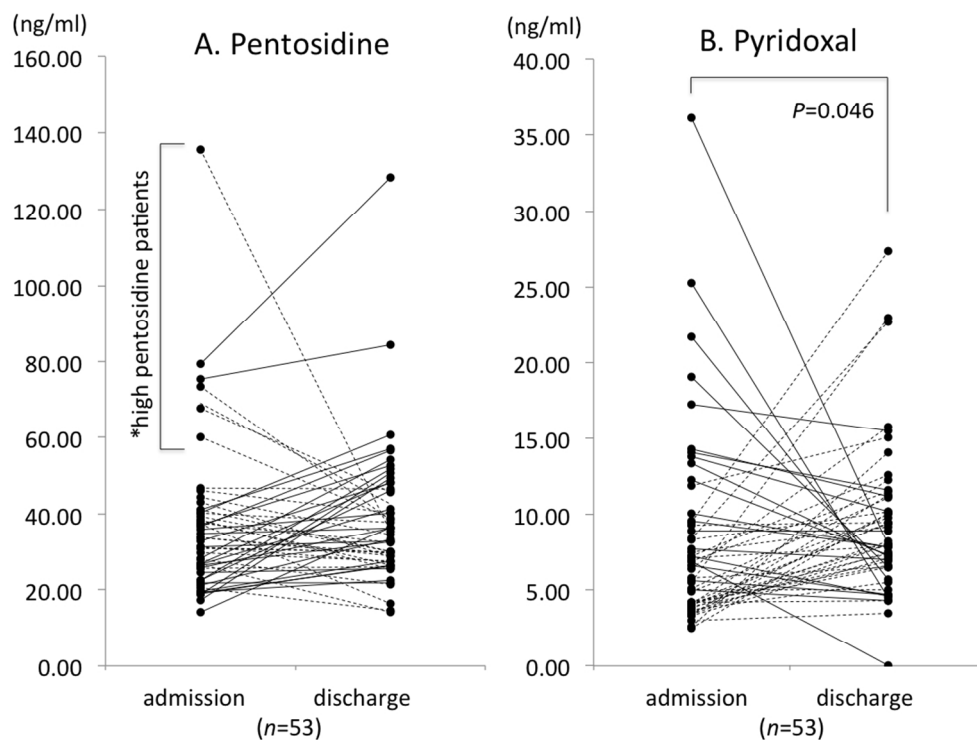 (ng/ml)
A. Pentosidine
160.00
140.00
120.00
100.00
80.00
60.00
40.00
20.00
0.00
*high pentosidine patients
admission discharge
(n=53)
(ng/ml)
B. Pyridoxal
40.00
35.00
30.00
25.00
20.00
15.00
10.00
5.00
0.00
P=0.046
admission discharge
(n=53)